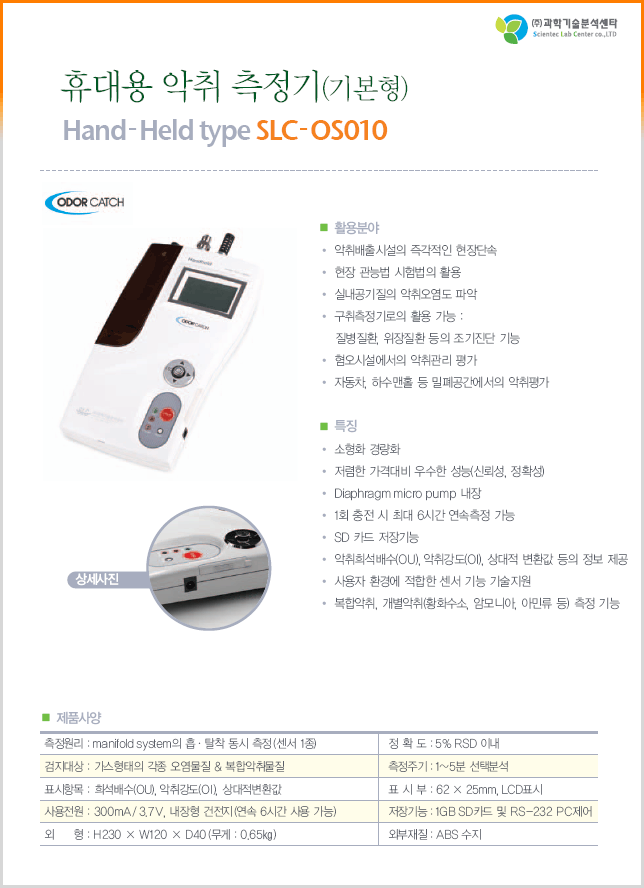 (주)과학기술분석센타
Scientec Lab Center co.,LTD
휴대용 악취 측정기(기본형)
Hand-Held type SLC-OS010
ODOR CATCH
■ 활용분야
• 악취배출시설의 즉각적인 현장단속
• 현장 관능법 시험법의 활용
• 실내공기질의 악취오염도 파악
• 구취측정기로의 활용 가능 :
질병질환, 위장질환 등의 조기진단 기능
• 혐오시설에서의 악취관리 평가
• 자동차, 하수맨홀 등 밀폐공간에서의 악취평가
■ 특징
• 소형화 경량화
• 저렴한 가격대비 우수한 성능(신뢰성, 정확성)
• Diaphragm micro pump 내장
• 1회 충전 시 최대 6시간 연속측정 가능
• SD 카드 저장기능
• 악취희석배수(OU), 악취강도(OI), 상대적 변환값 등의 정보 제공
• 사용자 환경에 적합한 센서 기능 기술지원
• 복합악취, 개별악취(황화수소, 암모니아, 아민류 등) 측정 기능
ODOR CATCH
상세사진
■ 제품사양
측정원리 : manifold system의 흡·탈착 동시 측정(센서 1종)
정 확 도 : 5% RSD 이내
검지대상 : 가스형태의 각종 오염물질 & 복합악취물질
측정주기 : 1~5분 선택분석
표시항목 : 희석배수(OU), 악취강도(OI), 상대적변환값
표 시 부 : 62 × 25mm, LCD표시
사용전원 : 300mA / 3.7V, 내장형 건전지(연속 6시간 사용 가능)
저장기능 : 1GB SD카드 및 RS-232 PC제어
외 형 : H230 × W120 × D40 (무게 : 0.65kg)
외부재질 : ABS 수지